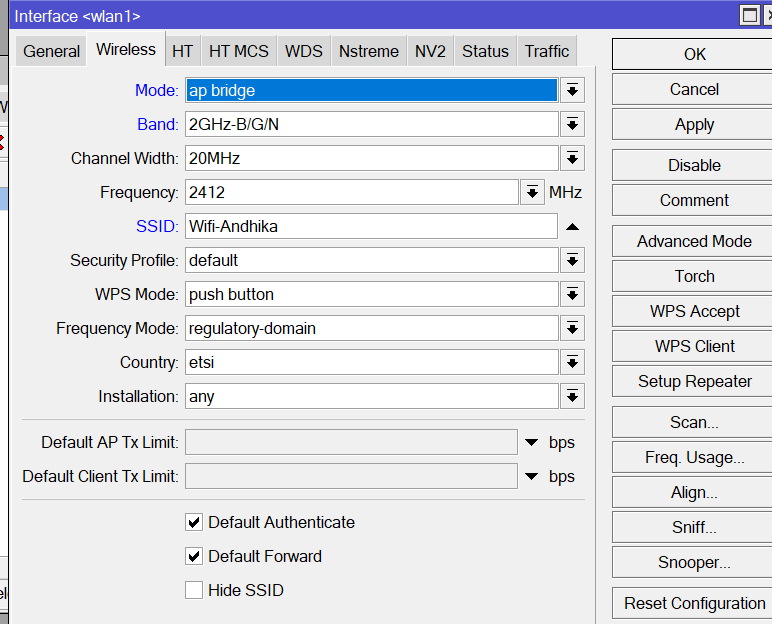 Interface <wlan1>
General Wireless HT HT MCS WDS Nstreme NV2 Status Traffic
Mode: ap bridge
Band: 2GHz-B/G/N
Channel Width: 20MHz
Frequency: 2412 MHz
SSID: Wifi-Andhika
Security Profile: default
WPS Mode: push button
Frequency Mode: regulatory-domain
Country: etsi
Installation: any
Default AP Tx Limit: bps
Default Client Tx Limit: bps
Default Authenticate
Default Forward
Hide SSID
OK
Cancel
Apply
Disable
Comment
Advanced Mode
Torch
WPS Accept
WPS Client
Setup Repeater
Scan...
Freq. Usage...
Align...
Sniff...
Snooper...
Reset Configuration